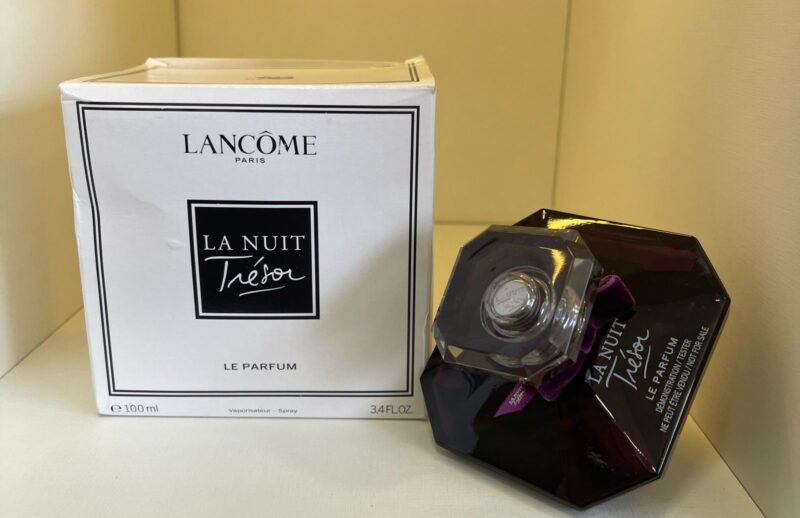 LANCÔME
PARIS
LA NUIT
Trésor
LE PARFUM
℮ 100 ml
Vaporisateur - Spray
3.4 FL.OZ.
LA NUIT
Trésor
LE PARFUM
DÉMONSTRATION / TESTER
NE PEUT ÊTRE VENDU / NOT FOR SALE